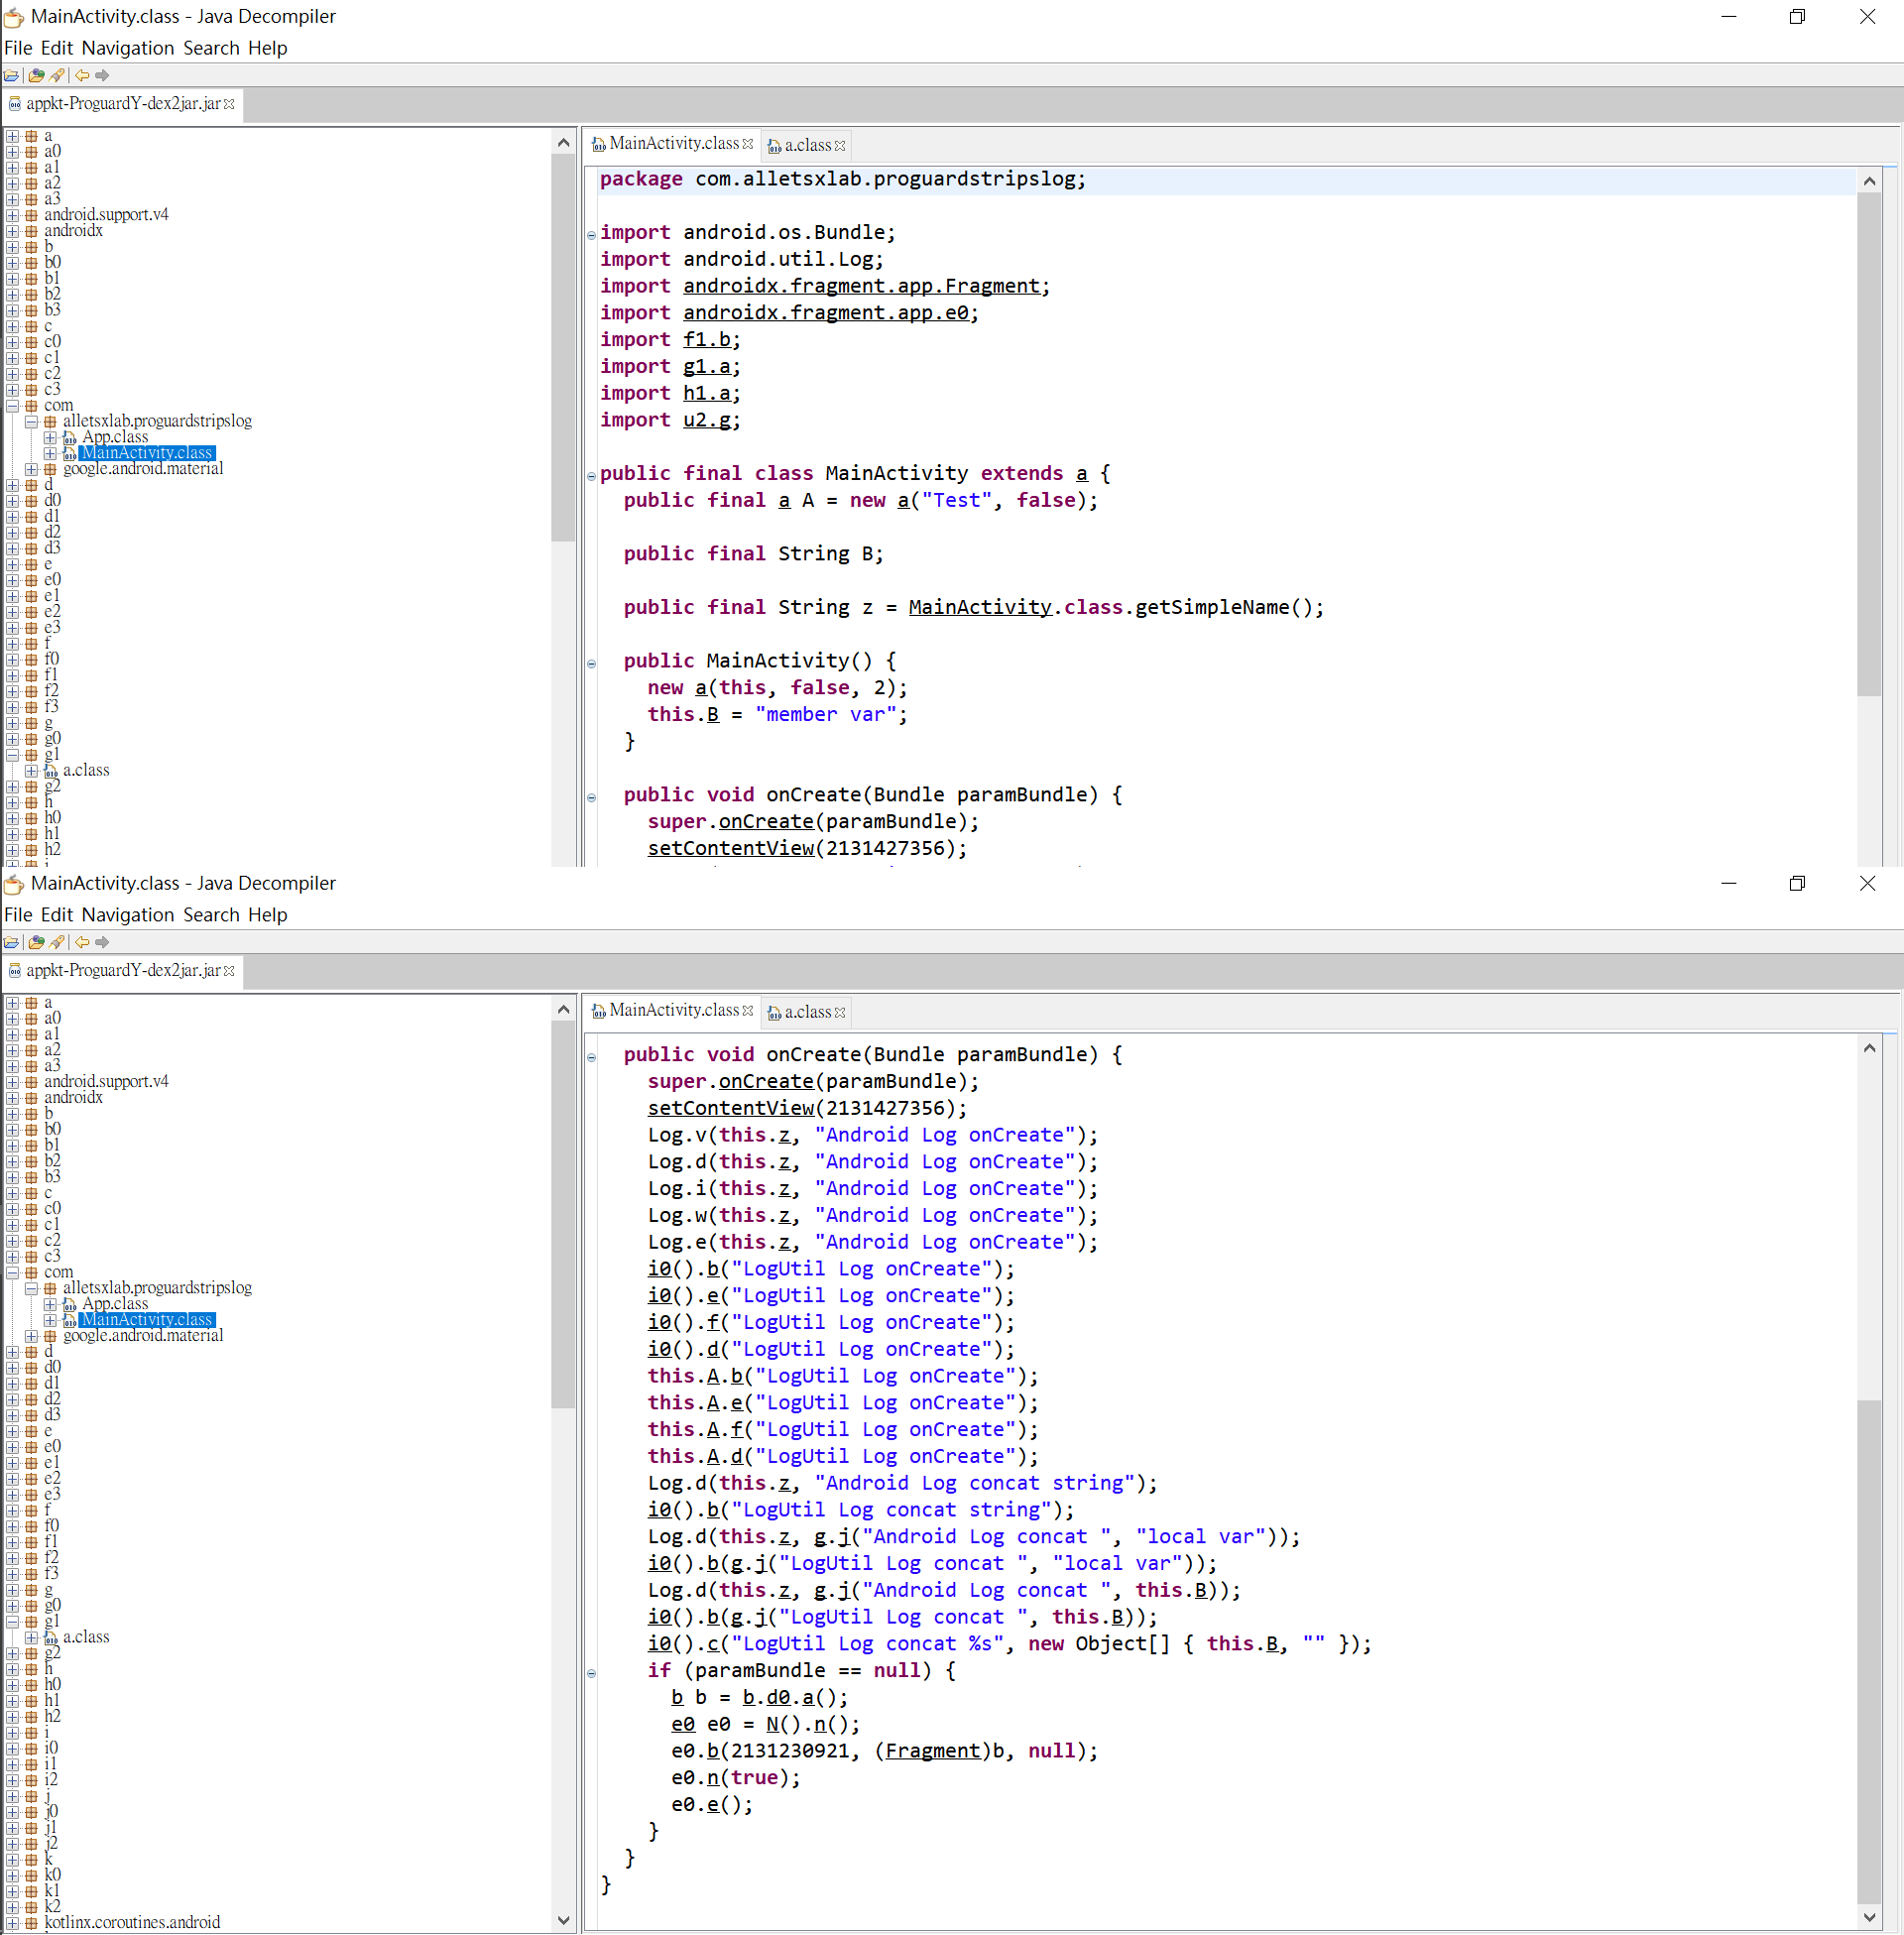 MainActivity.class - Java Decompiler
File Edit Navigation Search Help
appkt-ProguardY-dex2jar.jar
a
a0
a1
a2
a3
android.support.v4
androidx
b
b0
b1
b2
b3
c
c0
c1
c2
c3
com
alletsxlab.proguardstripslog
App.class
MainActivity.class
google.android.material
d
d0
d1
d2
d3
e
e0
e1
e2
e3
f
f0
f1
f2
f3
g
g0
g1
a.class
g2
h
h0
h1
h2
MainActivity.class
a.class
package com.alletsxlab.proguardstripslog;
import android.os.Bundle;
import android.util.Log;
import androidx.fragment.app.Fragment;
import androidx.fragment.app.e0;
import f1.b;
import g1.a;
import h1.a;
import u2.g;
public final class MainActivity extends a {
public final a A = new a("Test", false);
public final String B;
public final String z = MainActivity.class.getSimpleName();
public MainActivity() {
new a(this, false, 2);
this.B = "member var";
}
public void onCreate(Bundle paramBundle) {
super.onCreate(paramBundle);
setContentView(2131427356);
MainActivity.class - Java Decompiler
File Edit Navigation Search Help
appkt-ProguardY-dex2jar.jar
a
a0
a1
a2
a3
android.support.v4
androidx
b
b0
b1
b2
b3
c
c0
c1
c2
c3
com
alletsxlab.proguardstripslog
App.class
MainActivity.class
google.android.material
d
d0
d1
d2
d3
e
e0
e1
e2
e3
f
f0
f1
f2
f3
g
g0
g1
a.class
g2
h
h0
h1
h2
i
i0
i1
i2
j
j0
j1
j2
k
k0
k1
k2
kotlinx.coroutines.android
MainActivity.class
a.class
public void onCreate(Bundle paramBundle) {
super.onCreate(paramBundle);
setContentView(2131427356);
Log.v(this.z, "Android Log onCreate");
Log.d(this.z, "Android Log onCreate");
Log.i(this.z, "Android Log onCreate");
Log.w(this.z, "Android Log onCreate");
Log.e(this.z, "Android Log onCreate");
i0().b("LogUtil Log onCreate");
i0().e("LogUtil Log onCreate");
i0().f("LogUtil Log onCreate");
i0().d("LogUtil Log onCreate");
this.A.b("LogUtil Log onCreate");
this.A.e("LogUtil Log onCreate");
this.A.f("LogUtil Log onCreate");
this.A.d("LogUtil Log onCreate");
Log.d(this.z, "Android Log concat string");
i0().b("LogUtil Log concat string");
Log.d(this.z, g.j("Android Log concat ", "local var"));
i0().b(g.j("LogUtil Log concat ", "local var"));
Log.d(this.z, g.j("Android Log concat ", this.B));
i0().b(g.j("LogUtil Log concat ", this.B));
i0().c("LogUtil Log concat %s", new Object[] { this.B, "" });
if (paramBundle == null) {
b b = b.d0.a();
e0 e0 = N().n();
e0.b(2131230921, (Fragment)b, null);
e0.n(true);
e0.e();
}
}
}